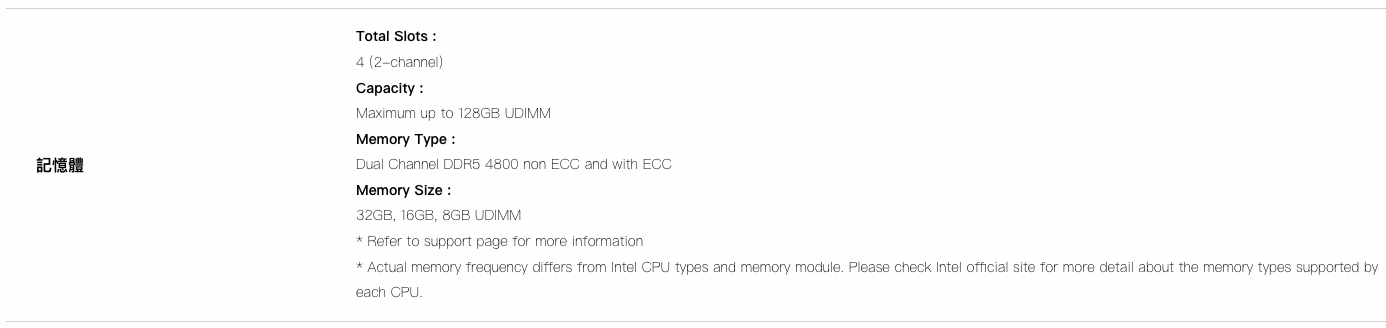 記憶體
Total Slots :
4 (2-channel)
Capacity :
Maximum up to 128GB UDIMM
Memory Type :
Dual Channel DDR5 4800 non ECC and with ECC
Memory Size :
32GB, 16GB, 8GB UDIMM
* Refer to support page for more information
* Actual memory frequency differs from Intel CPU types and memory module. Please check Intel official site for more detail about the memory types supported by
each CPU.